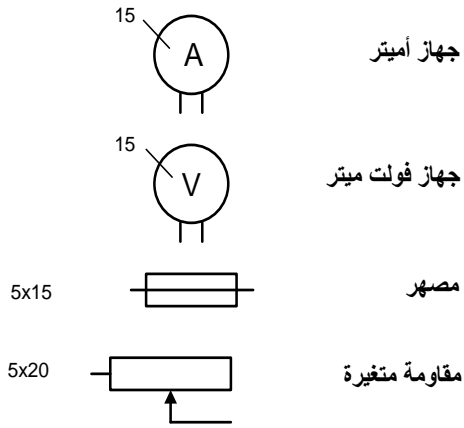 15
A
جهاز أميتر
15
V
جهاز فولت ميتر
5x15
مصهر
5x20
مقاومة متغيرة